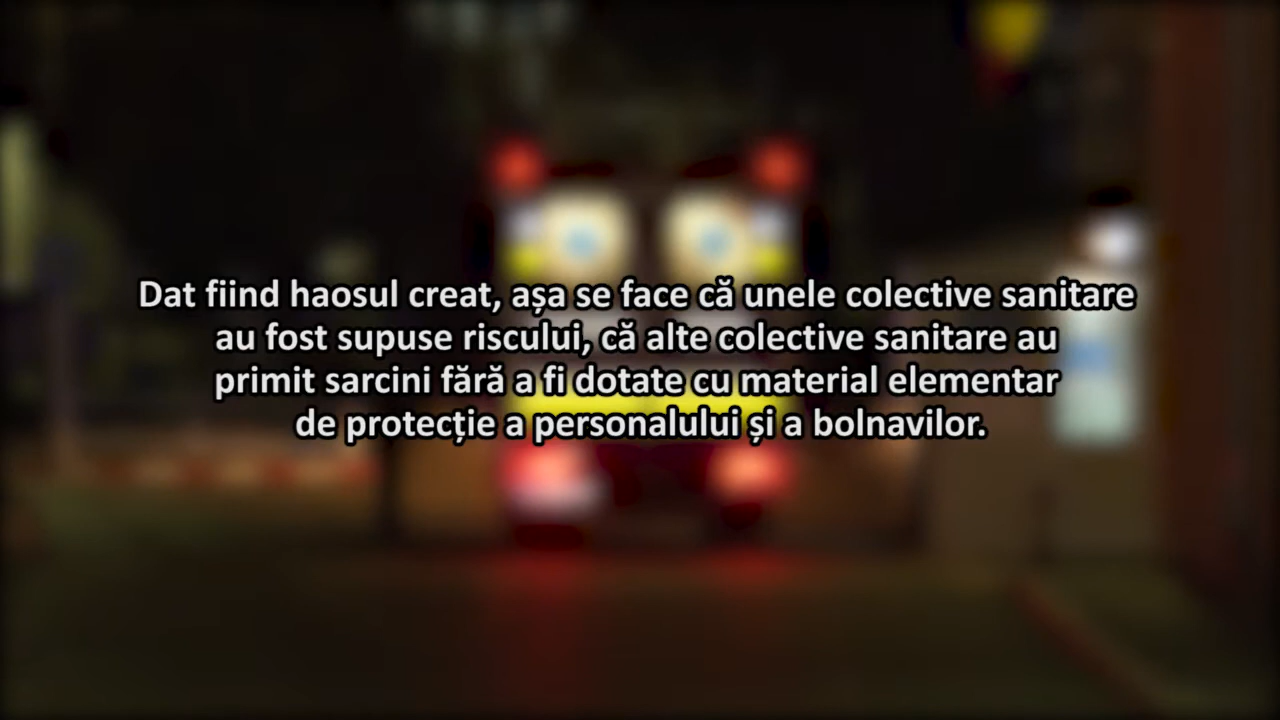 Dat fiind haosul creat, așa se face că unele colective sanitare
au fost supuse riscului, că alte colective sanitare au
primit sarcini fără a fi dotate cu material elementar
de protecție a personalului și a bolnavilor.